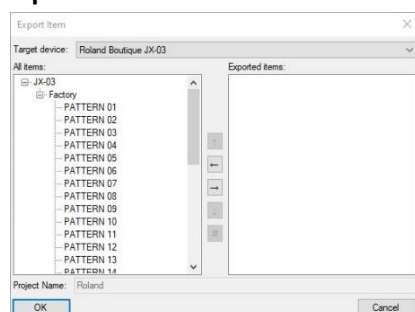 Export Item
Target device: Roland Boutique JX-03
All items: Exported items:
JX-03
Factory
PATTERN 01
PATTERN 02
PATTERN 03
PATTERN 04
PATTERN 05
PATTERN 06
PATTERN 07
PATTERN 08
PATTERN 09
PATTERN 10
PATTERN 11
PATTERN 12
PATTERN 13
PATTERN 14
Project Name: Roland
OK Cancel